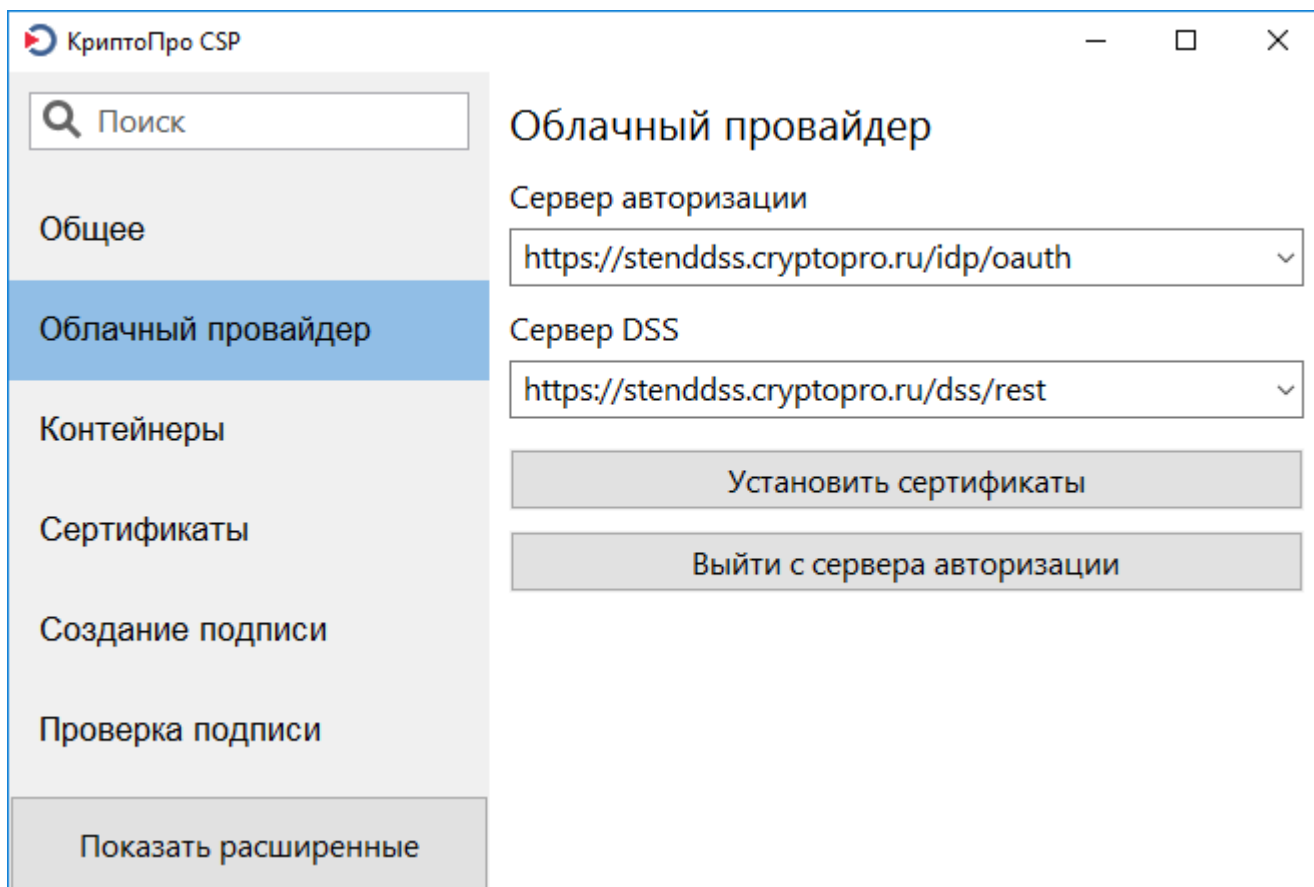 КриптоПро CSP
Поиск
Общее
Облачный провайдер
Контейнеры
Сертификаты
Создание подписи
Проверка подписи
Показать расширенные
Облачный провайдер
Сервер авторизации
https://stenddss.cryptopro.ru/idp/oauth
Сервер DSS
https://stenddss.cryptopro.ru/dss/rest
Установить сертификаты
Выйти с сервера авторизации